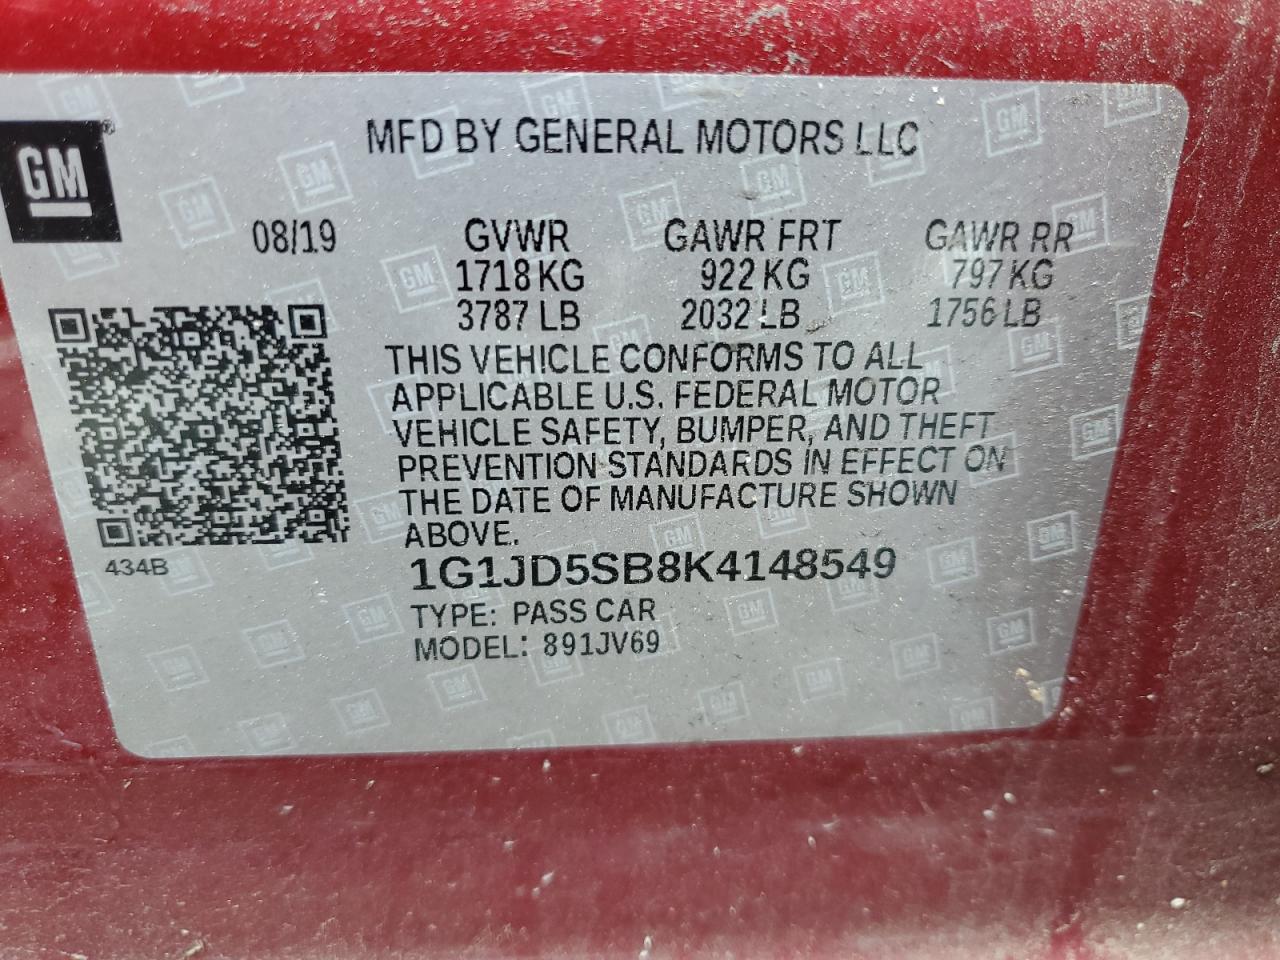 GM
MFD BY GENERAL MOTORS LLC
08/19 GVWR GAWR FRT GAWR RR
1718 KG 922 KG 797 KG
3787 LB 2032 LB 1756 LB
THIS VEHICLE CONFORMS TO ALL
APPLICABLE U.S. FEDERAL MOTOR
VEHICLE SAFETY, BUMPER, AND THEFT
PREVENTION STANDARDS IN EFFECT ON
THE DATE OF MANUFACTURE SHOWN
ABOVE.
434B
1G1JD5SB8K4148549
TYPE: PASS CAR
MODEL: 891JV69